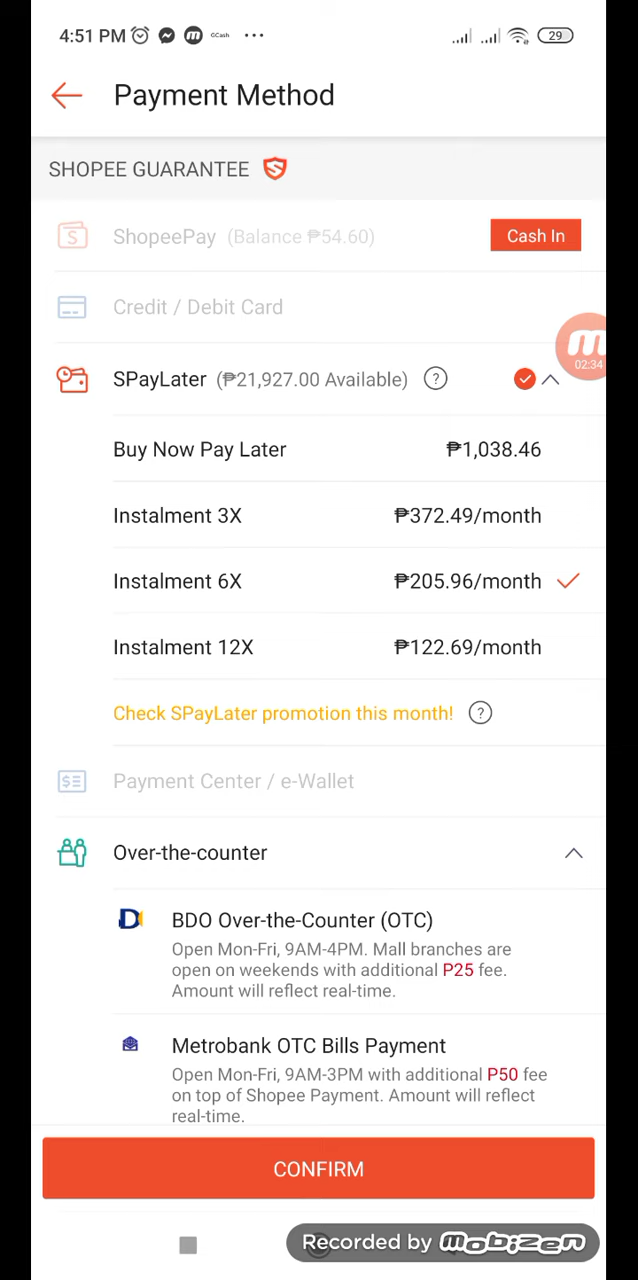 4:51 PM GCash 29
Payment Method
SHOPEE GUARANTEE
ShopeePay (Balance ₱54.60) Cash In
Credit / Debit Card
02:34
SPayLater (₱21,927.00 Available) ?
Buy Now Pay Later ₱1,038.46
Instalment 3X ₱372.49/month
Instalment 6X ₱205.96/month
Instalment 12X ₱122.69/month
Check SPayLater promotion this month! ?
Payment Center / e-Wallet
Over-the-counter
BDO Over-the-Counter (OTC)
Open Mon-Fri, 9AM-4PM. Mall branches are
open on weekends with additional P25 fee.
Amount will reflect real-time.
Metrobank OTC Bills Payment
Open Mon-Fri, 9AM-3PM with additional P50 fee
on top of Shopee Payment. Amount will reflect
real-time.
CONFIRM
Recorded by mobizen